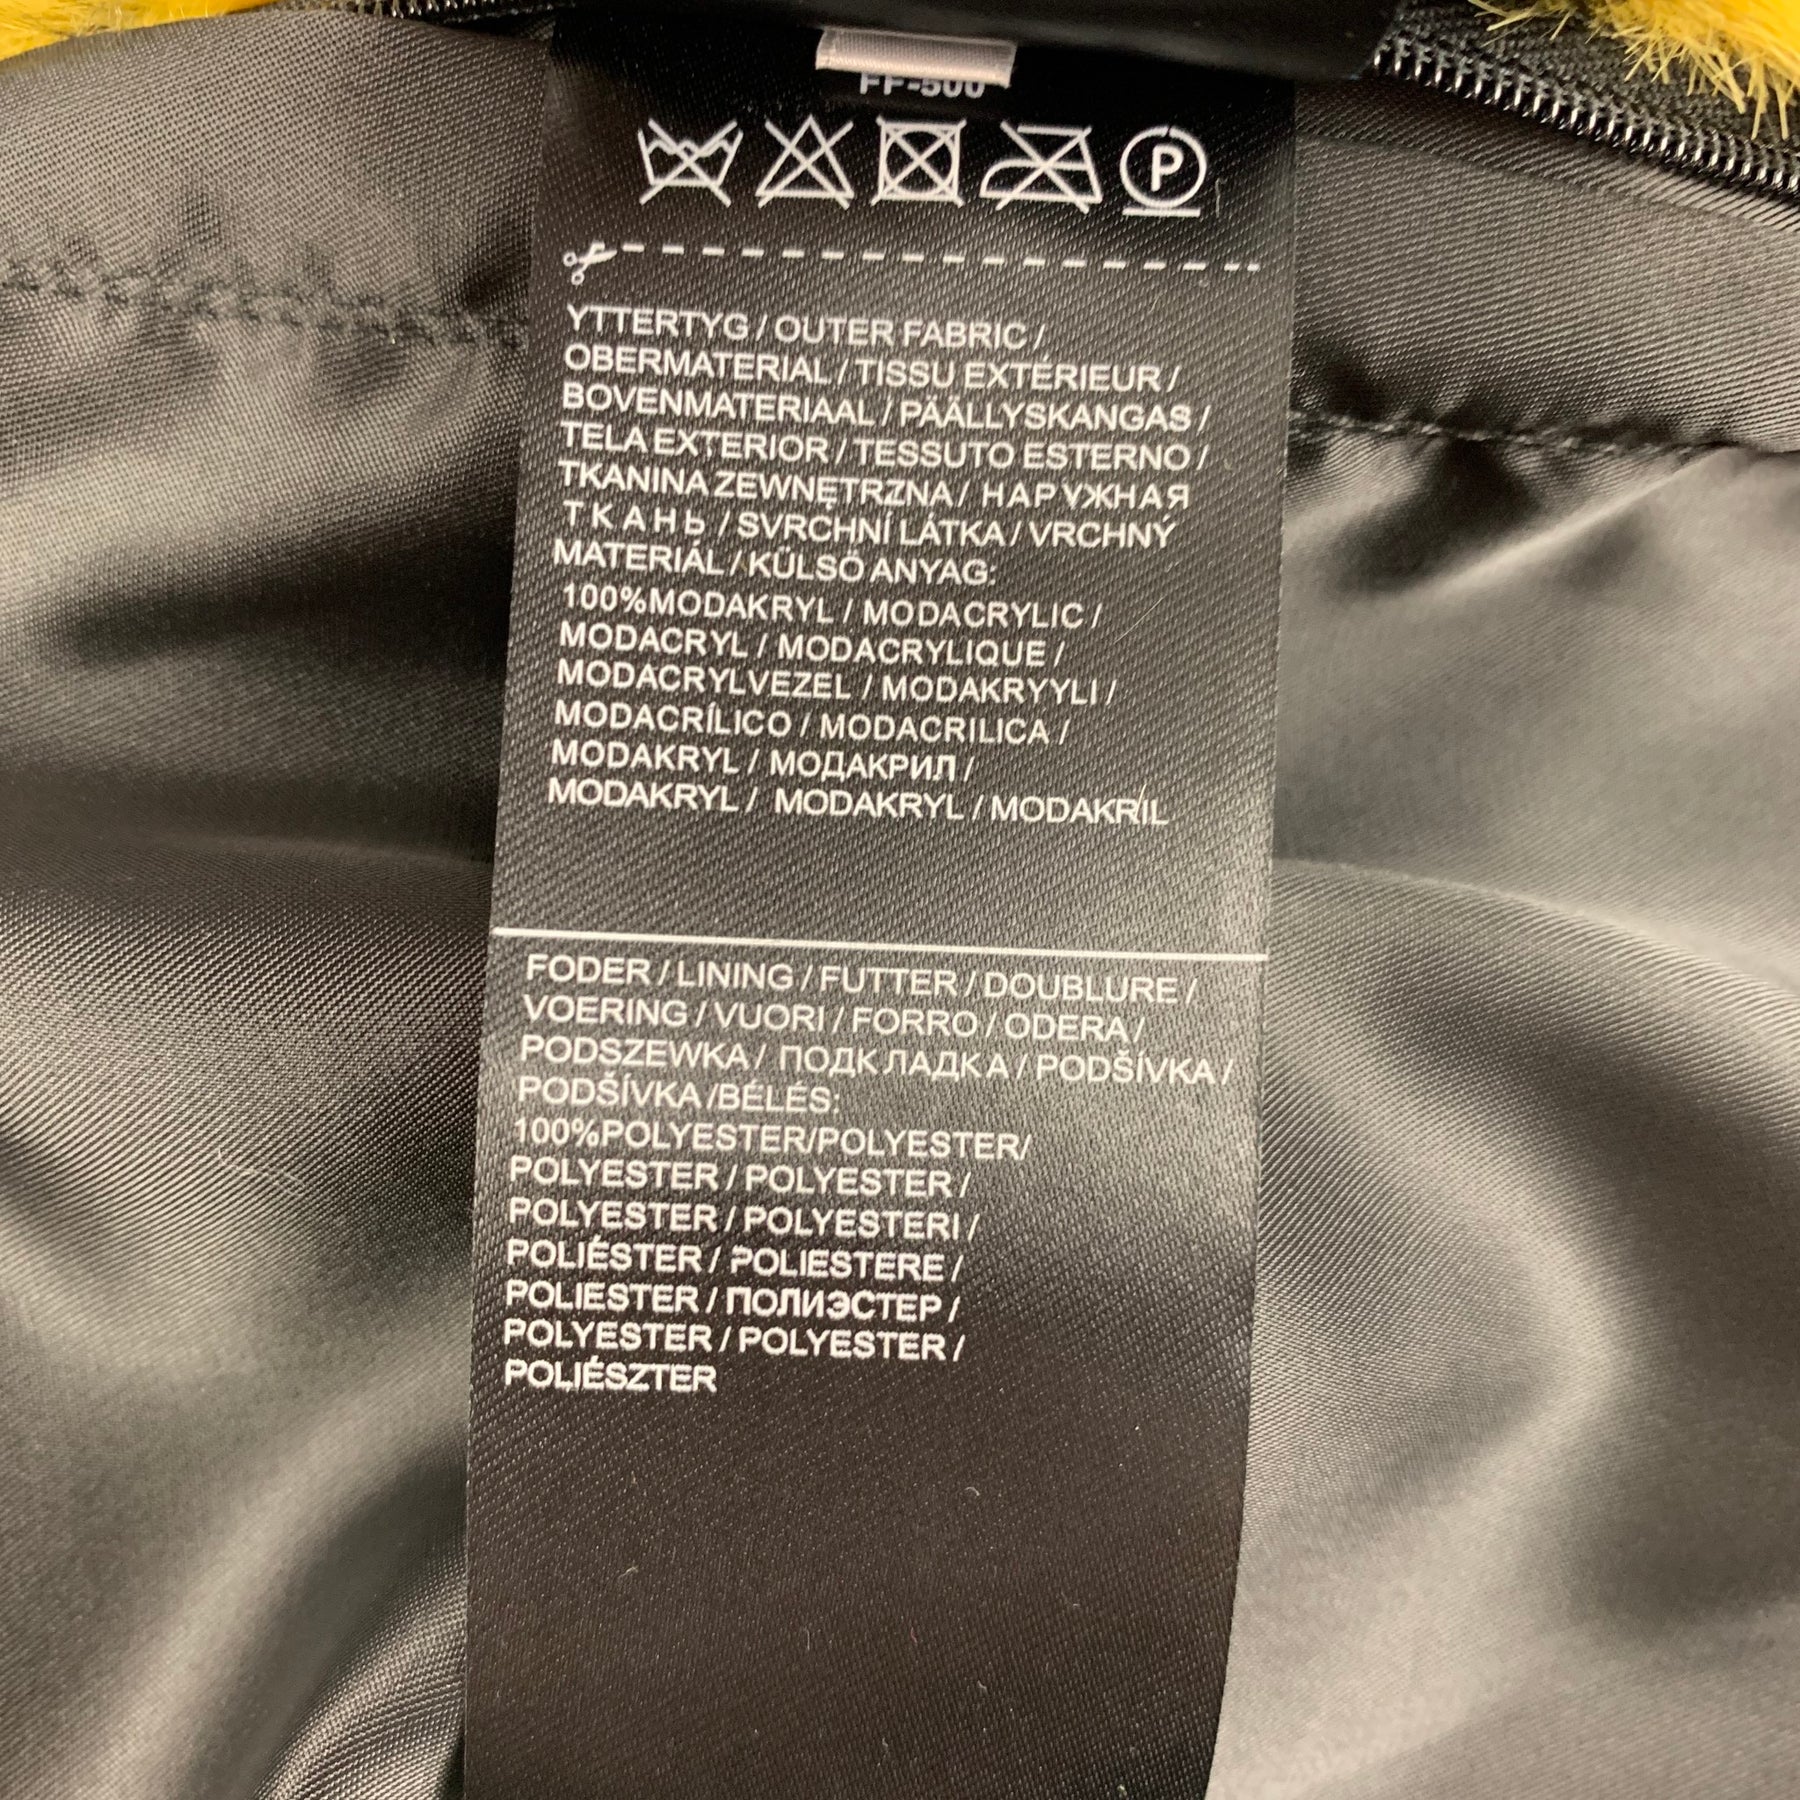 FF-500
P
YTTERTYG / OUTER FABRIC /
OBERMATERIAL / TISSU EXTÉRIEUR /
BOVENMATERIAAL / PÄÄLLYSKANGAS /
TELA EXTERIOR / TESSUTO ESTERNO /
TKANINA ZEWNĘTRZNA / НАРУЖНАЯ
ТКАНЬ / SVRCHNÍ LÁTKA / VRCHNÝ
MATERIÁL / KÜLSŐ ANYAG:
100%MODAKRYL / MODACRYLIC /
MODACRYL / MODACRYLIQUE /
MODACRYLVEZEL / MODAKRYYLI /
MODACRÍLICO / MODACRILICA /
MODAKRYL / МОДАКРИЛ /
MODAKRYL / MODAKRYL / MODAKRIL
FODER / LINING / FUTTER / DOUBLURE /
VOERING / VUORI / FORRO / ODERA /
PODSZEWKA / ПОДКЛАДКА / PODŠÍVKA /
PODŠÍVKA /BÉLÉS:
100%POLYESTER/POLYESTER/
POLYESTER / POLYESTER /
POLYESTER / POLYESTERI /
POLIÉSTER / POLIESTERE /
POLIESTER / ПОЛИЭСТЕР /
POLYESTER / POLYESTER /
POLIÉSZTER